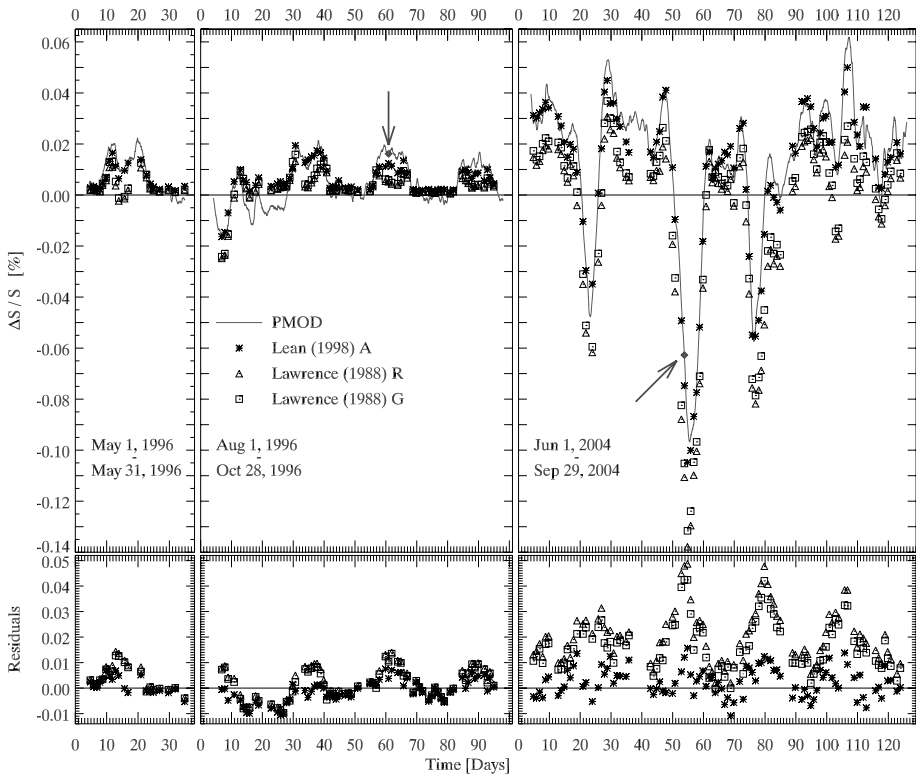 0 10 20 30 0 10 20 30 40 50 60 70 80 90 0 10 20 30 40 50 60 70 80 90 100 110 120
0.06
0.04
0.02
0.00
-0.02
-0.04
-0.06
-0.08
-0.10
-0.12
-0.14
ΔS / S [%]
PMOD
Lean (1998) A
Lawrence (1988) R
Lawrence (1988) G
May 1, 1996
-
May 31, 1996
Aug 1, 1996
-
Oct 28, 1996
Jun 1, 2004
-
Sep 29, 2004
0.05
0.04
0.03
0.02
0.01
0.00
-0.01
Residuals
0 10 20 30 0 10 20 30 40 50 60 70 80 90 0 10 20 30 40 50 60 70 80 90 100 110 120
Time [Days]